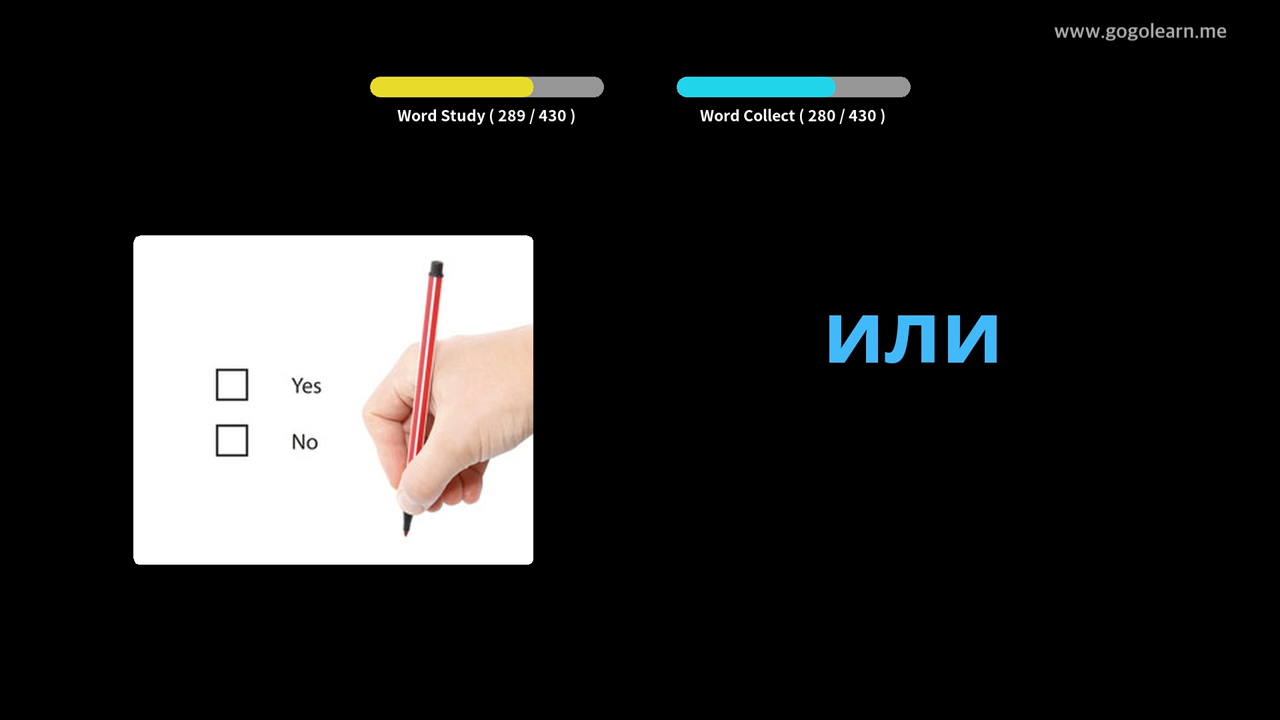 www.gogolearn.me
Word Study ( 289 / 430 )
Word Collect ( 280 / 430 )
Yes
No
или